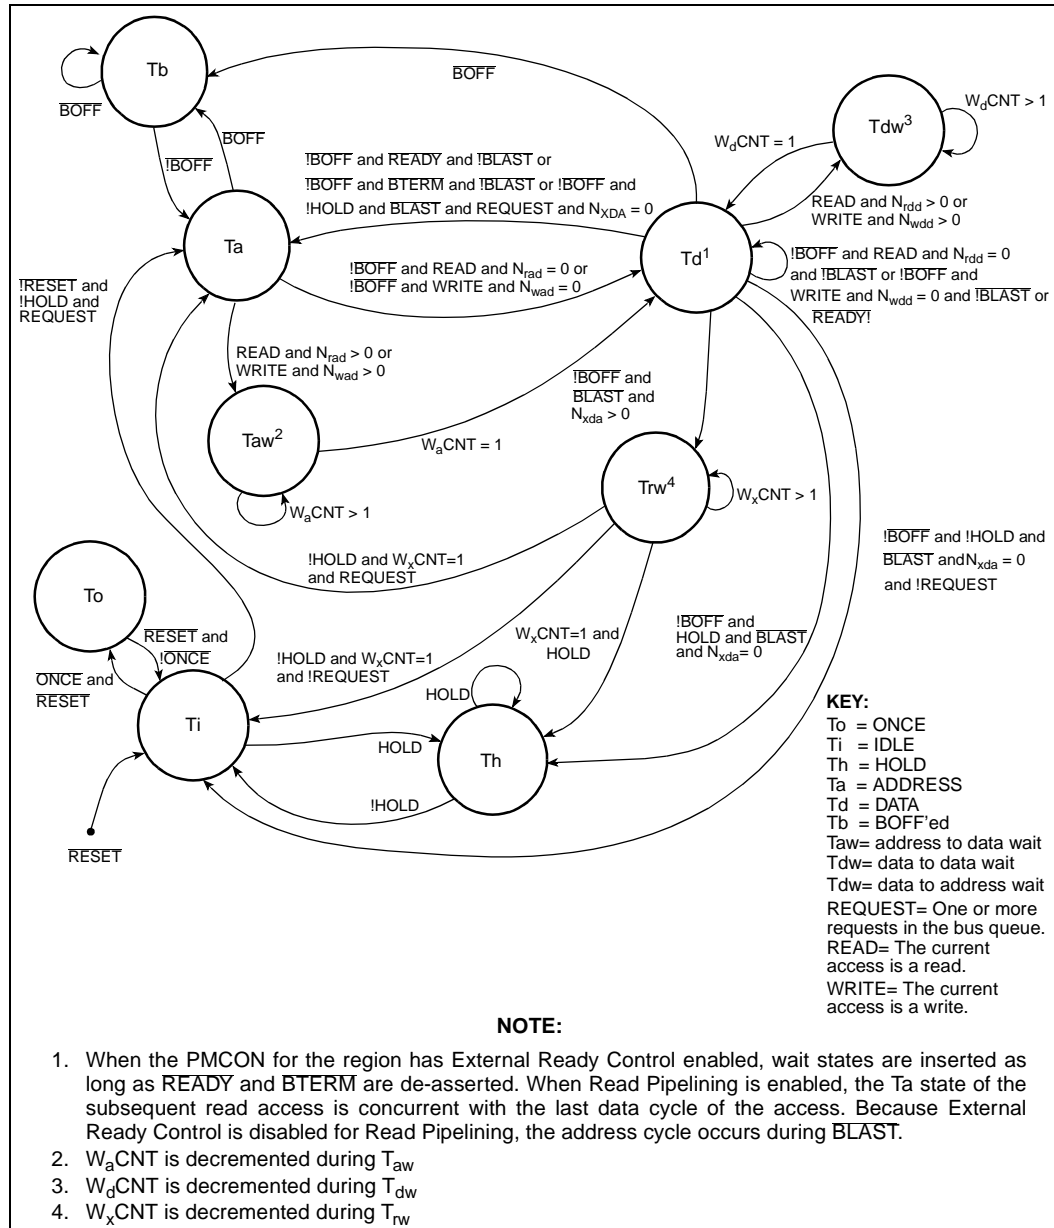 Tb
BOFF
BOFF
BOFF
!BOFF
Tdw3
WdCNT > 1
WdCNT = 1
!BOFF and READY and !BLAST or
!BOFF and BTERM and !BLAST or !BOFF and
!HOLD and BLAST and REQUEST and NXDA = 0
READ and Nrdd > 0 or
WRITE and Nwdd > 0
Ta
Td1
!BOFF and READ and Nrad = 0 or
!BOFF and WRITE and Nwad = 0
!BOFF and READ and Nrdd = 0
and !BLAST or !BOFF and
WRITE and Nwdd = 0 and !BLAST or
READY!
!RESET and
!HOLD and
REQUEST
READ and Nrad > 0 or
WRITE and Nwad > 0
!BOFF and
BLAST and
Nxda > 0
Taw2
WaCNT = 1
WaCNT > 1
Trw4
WxCNT > 1
!HOLD and WxCNT=1
and REQUEST
!BOFF and !HOLD and
BLAST andNxda = 0
and !REQUEST
To
RESET and
!ONCE
ONCE and
RESET
!HOLD and WxCNT=1
and !REQUEST
WxCNT=1 and
HOLD
!BOFF and
HOLD and BLAST
and Nxda= 0
Ti
HOLD
HOLD
Th
!HOLD
RESET
KEY:
To = ONCE
Ti = IDLE
Th = HOLD
Ta = ADDRESS
Td = DATA
Tb = BOFF'ed
Taw= address to data wait
Tdw= data to data wait
Tdw= data to address wait
REQUEST= One or more
requests in the bus queue.
READ= The current
access is a read.
WRITE= The current
access is a write.
NOTE:
1. When the PMCON for the region has External Ready Control enabled, wait states are inserted as
long as READY and BTERM are de-asserted. When Read Pipelining is enabled, the Ta state of the
subsequent read access is concurrent with the last data cycle of the access. Because External
Ready Control is disabled for Read Pipelining, the address cycle occurs during BLAST.
2. WaCNT is decremented during Taw
3. WdCNT is decremented during Tdw
4. WxCNT is decremented during Trw